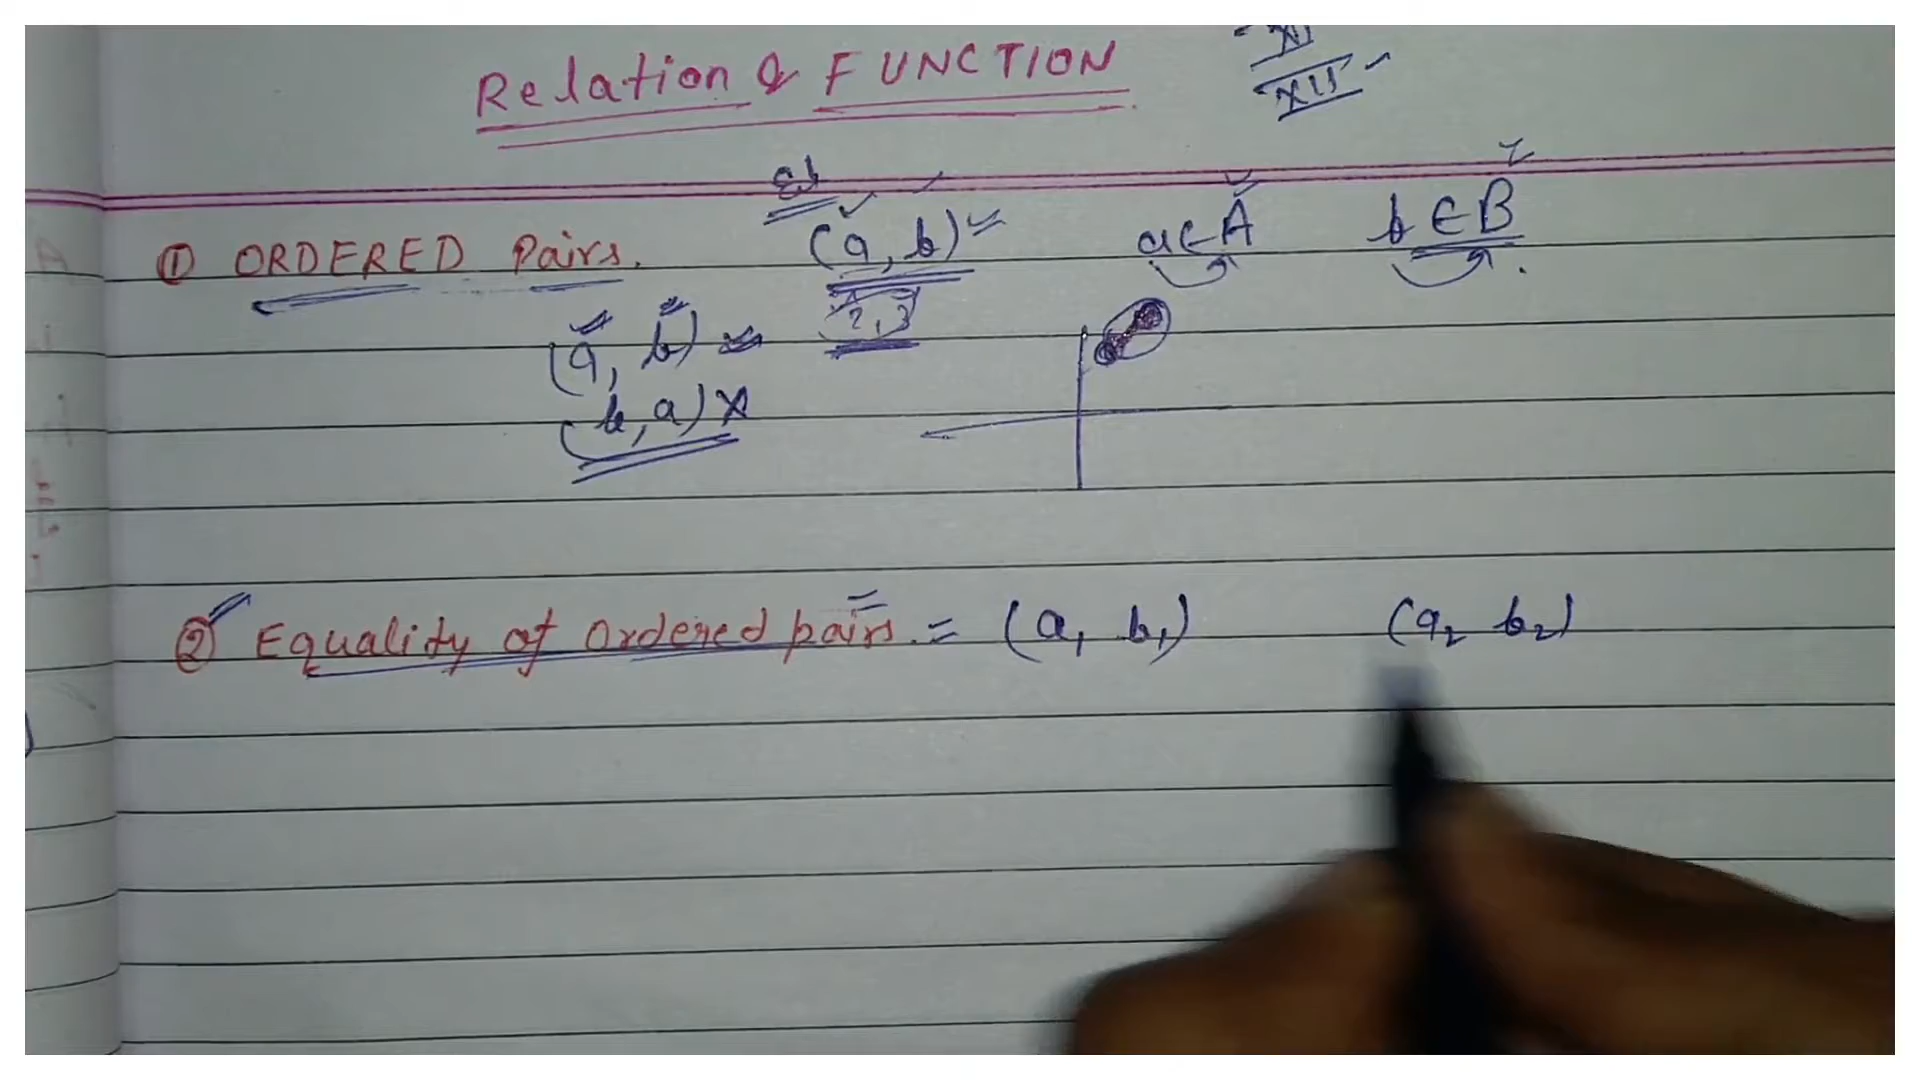 Relation & FUNCTION
XI
XII
① ORDERED Pairs. (a, b) a ∈ A b ∈ B
2, 3
(a, b)
(b, a) ×
② Equality of Ordered pairs. = (a₁ b₁) (a₂ b₂)